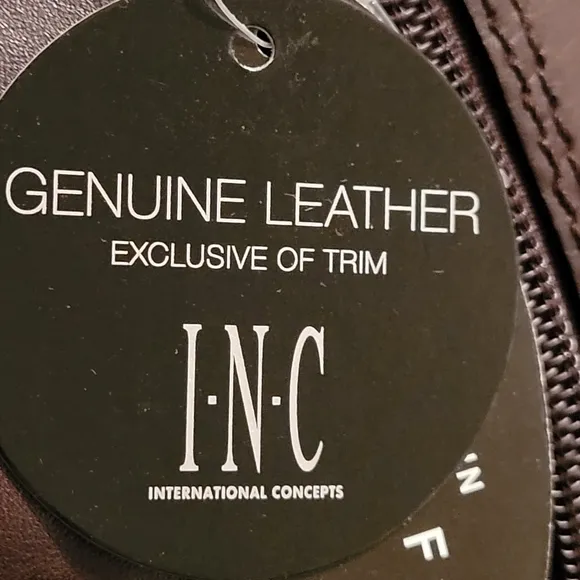 GENUINE LEATHER
EXCLUSIVE OF TRIM
I·N·C
INTERNATIONAL CONCEPTS
'N
F